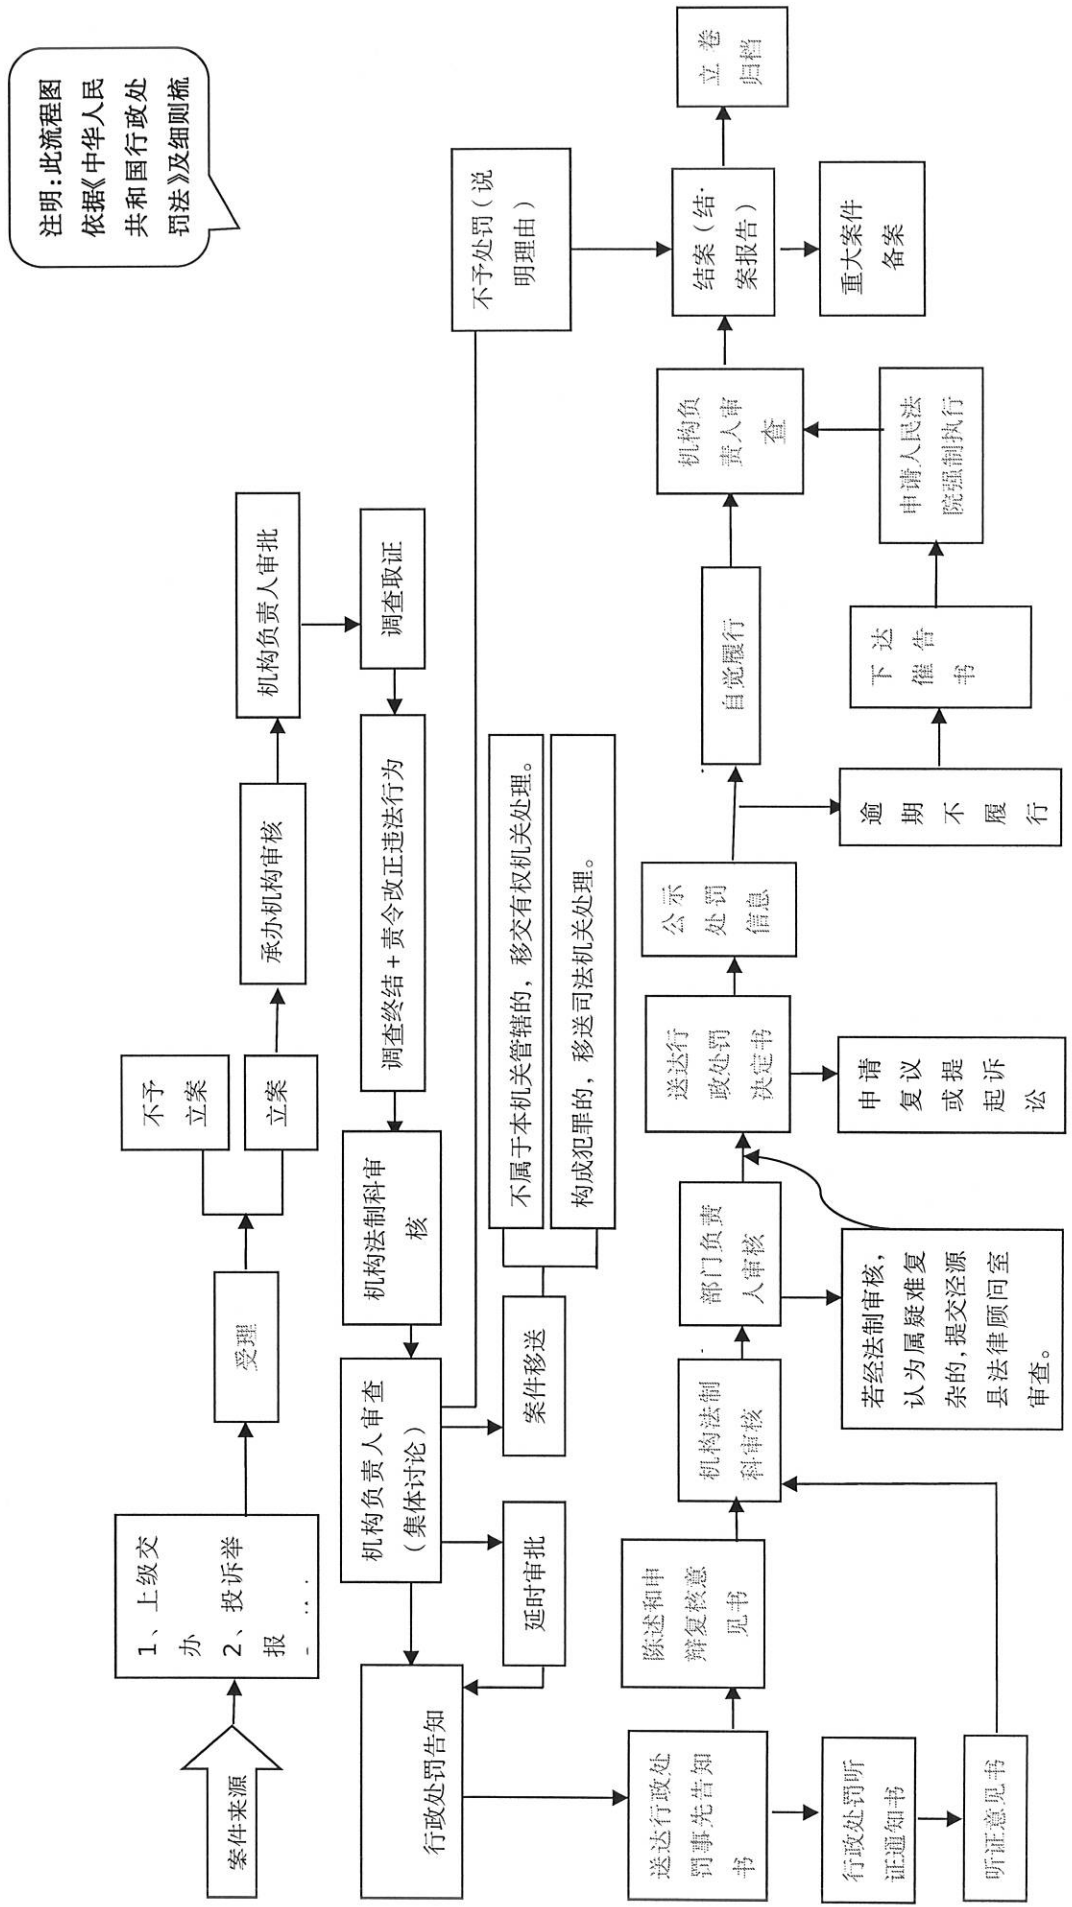 注明：此流程图
依据《中华人民
共和国行政处
罚法》及细则梳
案件来源
1、上级交
办
2、投诉举
报
受理
不予
立案
立案
承办机构审核
机构负责人审批
调查取证
调查终结+责令改正违法行为
机构法制科审
核
机构负责人审查
（集体讨论）
延时审批
案件移送
不属于本机关管辖的，移交有权机关处理。
构成犯罪的，移送司法机关处理。
不予处罚（说
明理由）
行政处罚告知
送达行政处
罚事先告知
书
行政处罚听
证通知书
听证意见书
陈述和申
辩复核意
见书
机构法制
科审核
部门负责
人审核
若经法制审核，
认为属疑难复
杂的，提交泾源
县法律顾问室
审查。
送达行
政处罚
决定书
申请
复议
或提
起诉
讼
公示
处罚
信息
自觉履行
逾
期
不
履
行
下达
催告
书
申请人民法
院强制执行
机构负
责人审
查
结案（结
案报告）
重大案件
备案
立卷
归档